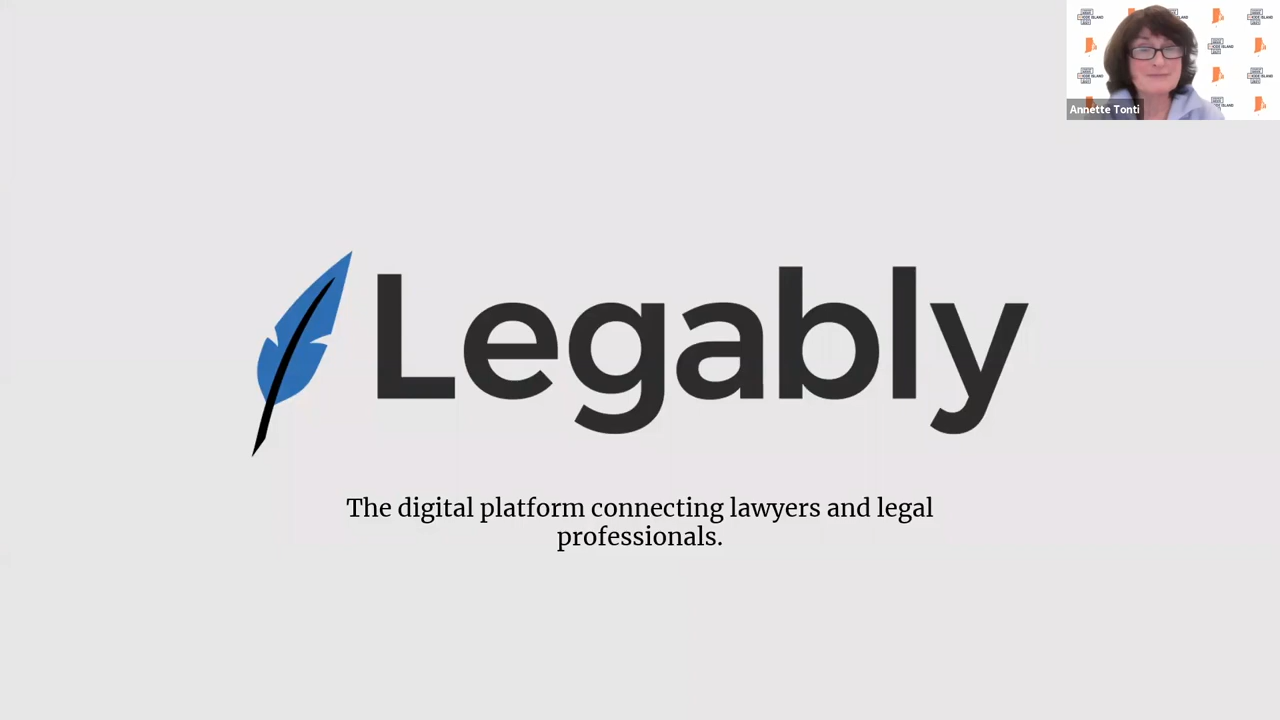 Legably
The digital platform connecting lawyers and legal
professionals.
Annette Tonti